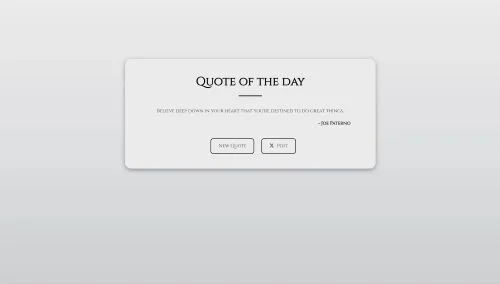 Quote of the day
Believe deep down in your heart that you're destined to do great things.
- Joe Paterno
New Quote
X Post